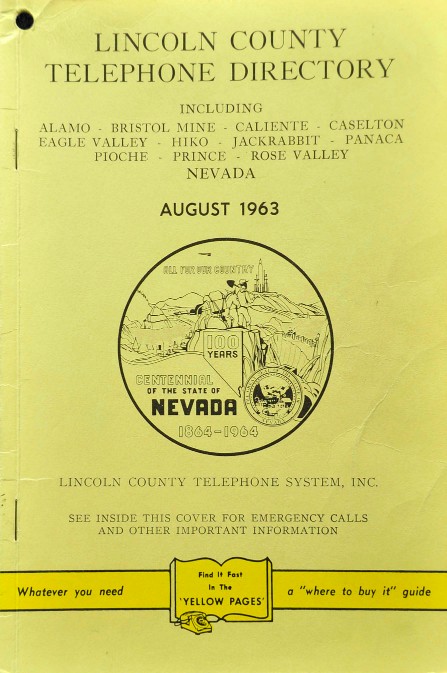 LINCOLN COUNTY
TELEPHONE DIRECTORY
INCLUDING
ALAMO - BRISTOL MINE - CALIENTE - CASELTON
EAGLE VALLEY - HIKO - JACKRABBIT - PANACA
PIOCHE - PRINCE - ROSE VALLEY
NEVADA
AUGUST 1963
ALL FOR OUR COUNTRY
100
YEARS
CENTENNIAL
OF THE STATE OF
NEVADA
1864-1964
LINCOLN COUNTY TELEPHONE SYSTEM, INC.
SEE INSIDE THIS COVER FOR EMERGENCY CALLS
AND OTHER IMPORTANT INFORMATION
Whatever you need
Find It Fast
In The
'YELLOW PAGES'
a "where to buy it" guide